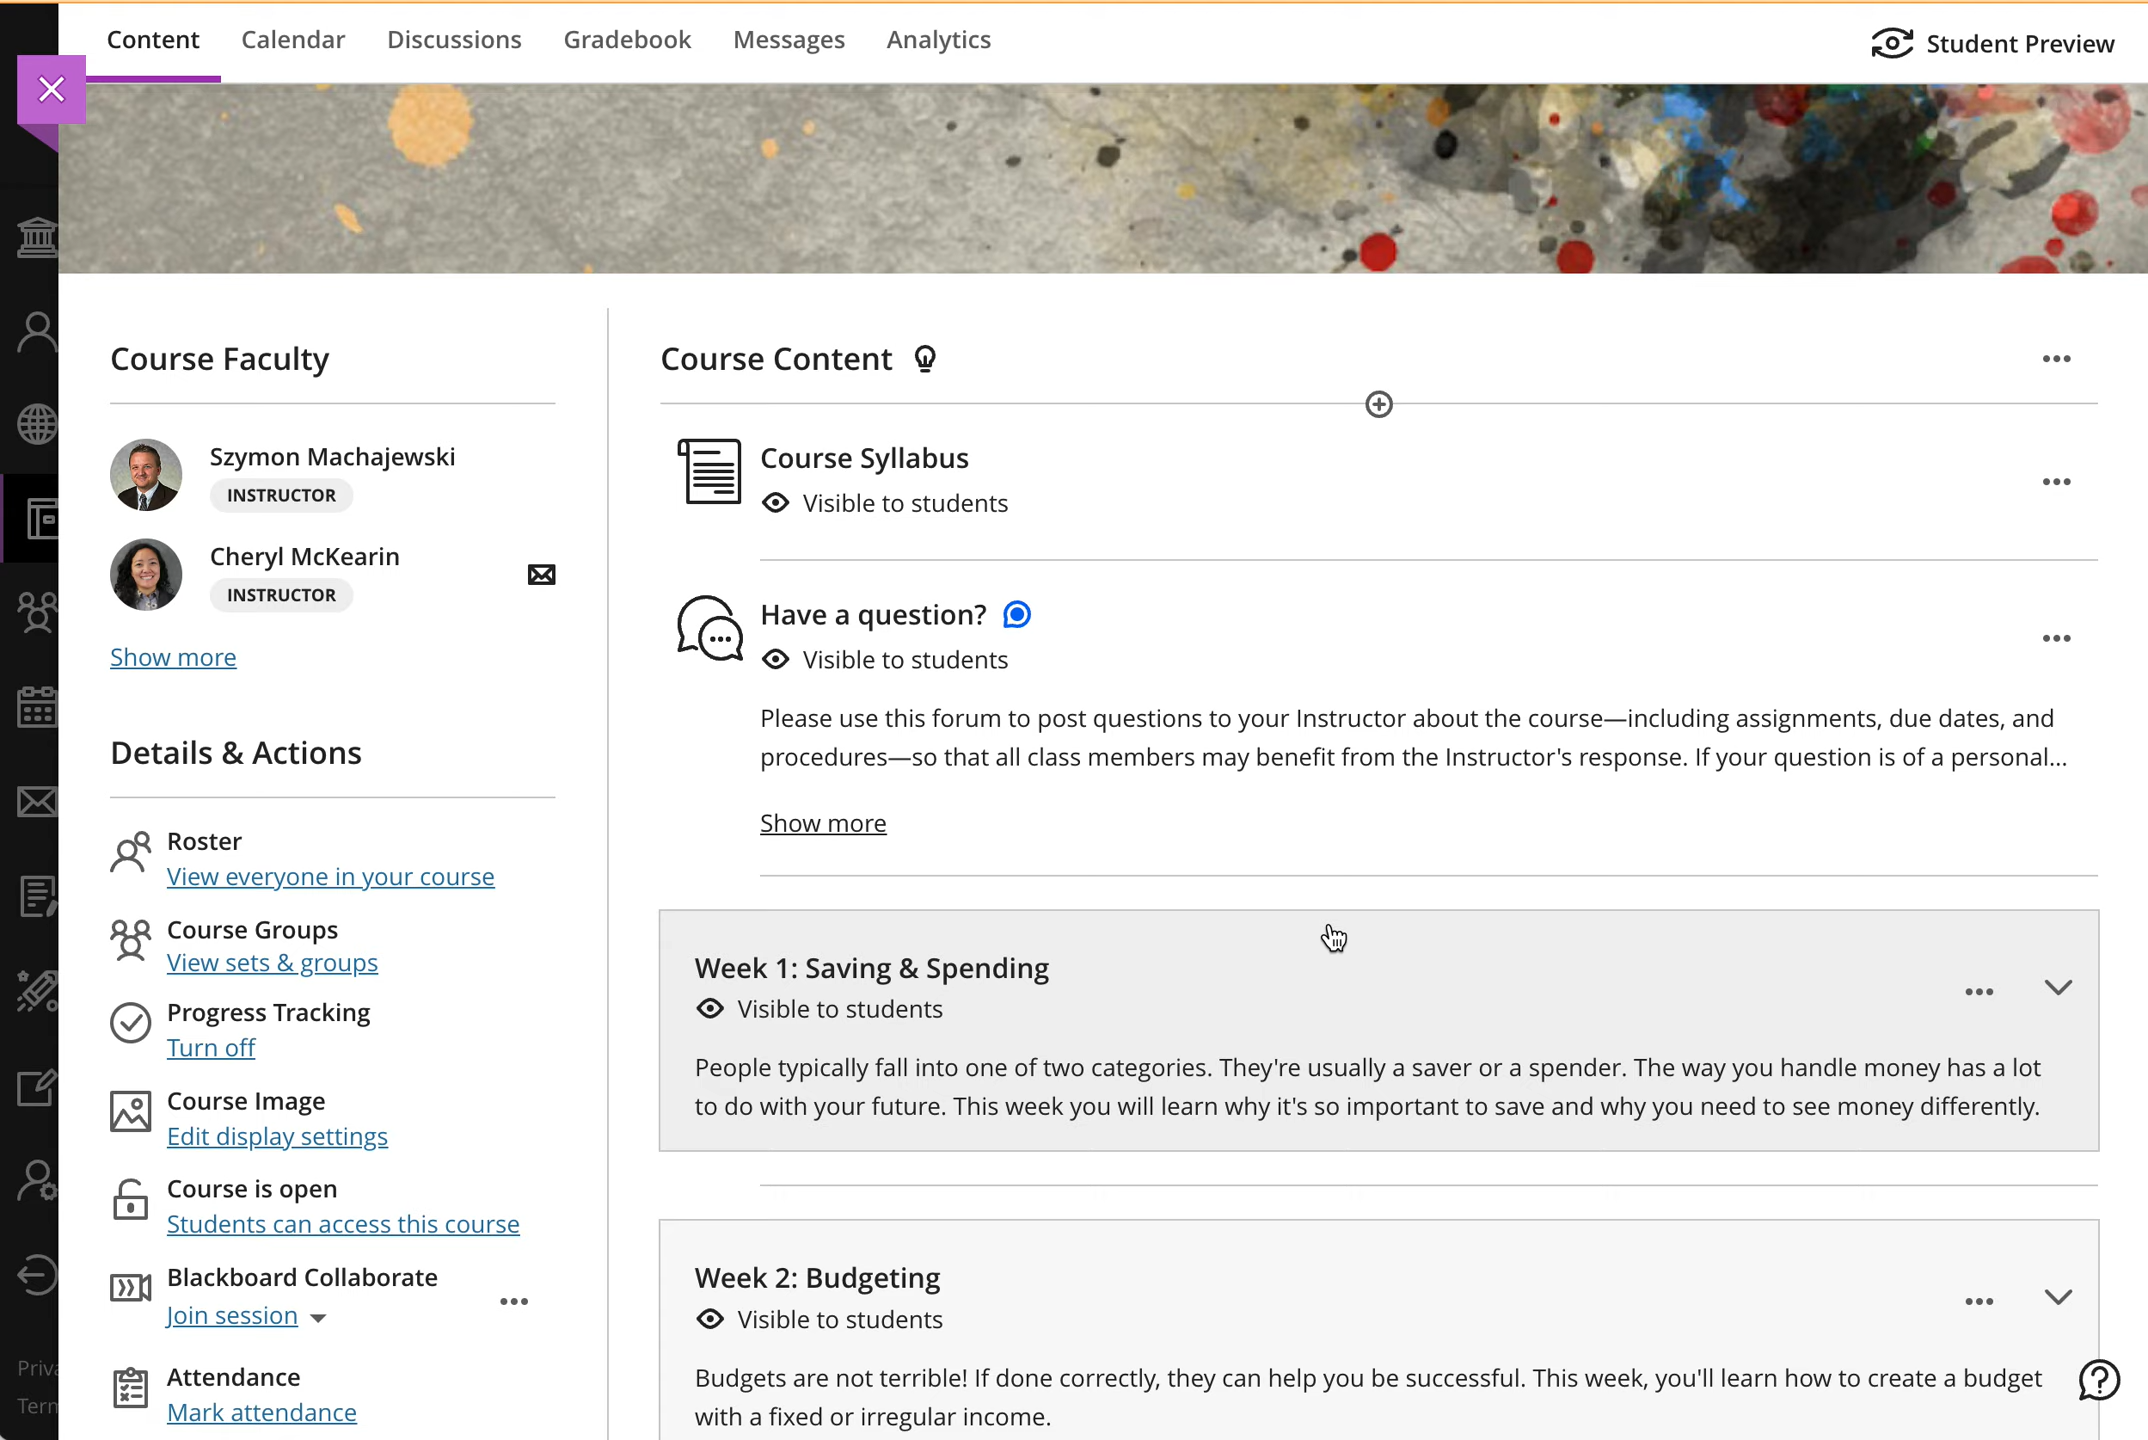 Content Calendar Discussions Gradebook Messages Analytics
Student Preview
Course Faculty
Szymon Machajewski
INSTRUCTOR
Cheryl McKearin
INSTRUCTOR
Show more
Details & Actions
Roster
View everyone in your course
Course Groups
View sets & groups
Progress Tracking
Turn off
Course Image
Edit display settings
Course is open
Students can access this course
Blackboard Collaborate
Join session
Attendance
Mark attendance
Course Content
Course Syllabus
Visible to students
Have a question?
Visible to students
Please use this forum to post questions to your Instructor about the course—including assignments, due dates, and
procedures—so that all class members may benefit from the Instructor's response. If your question is of a personal...
Show more
Week 1: Saving & Spending
Visible to students
People typically fall into one of two categories. They're usually a saver or a spender. The way you handle money has a lot
to do with your future. This week you will learn why it's so important to save and why you need to see money differently.
Week 2: Budgeting
Visible to students
Budgets are not terrible! If done correctly, they can help you be successful. This week, you'll learn how to create a budget
with a fixed or irregular income.